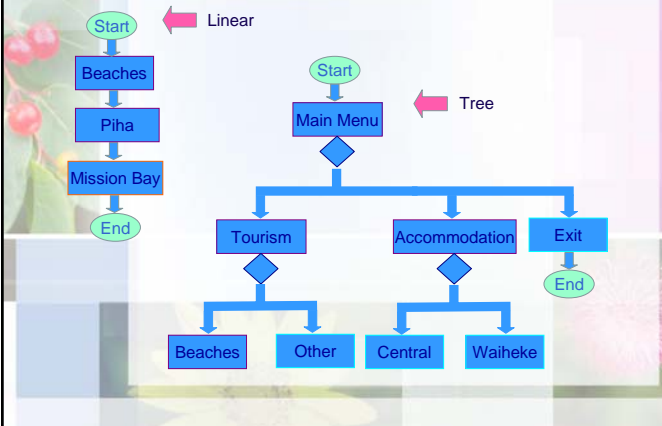 Start
Linear
Beaches
Piha
Mission Bay
End
Start
Tree
Main Menu
Tourism
Accommodation
Exit
End
Beaches
Other
Central
Waiheke